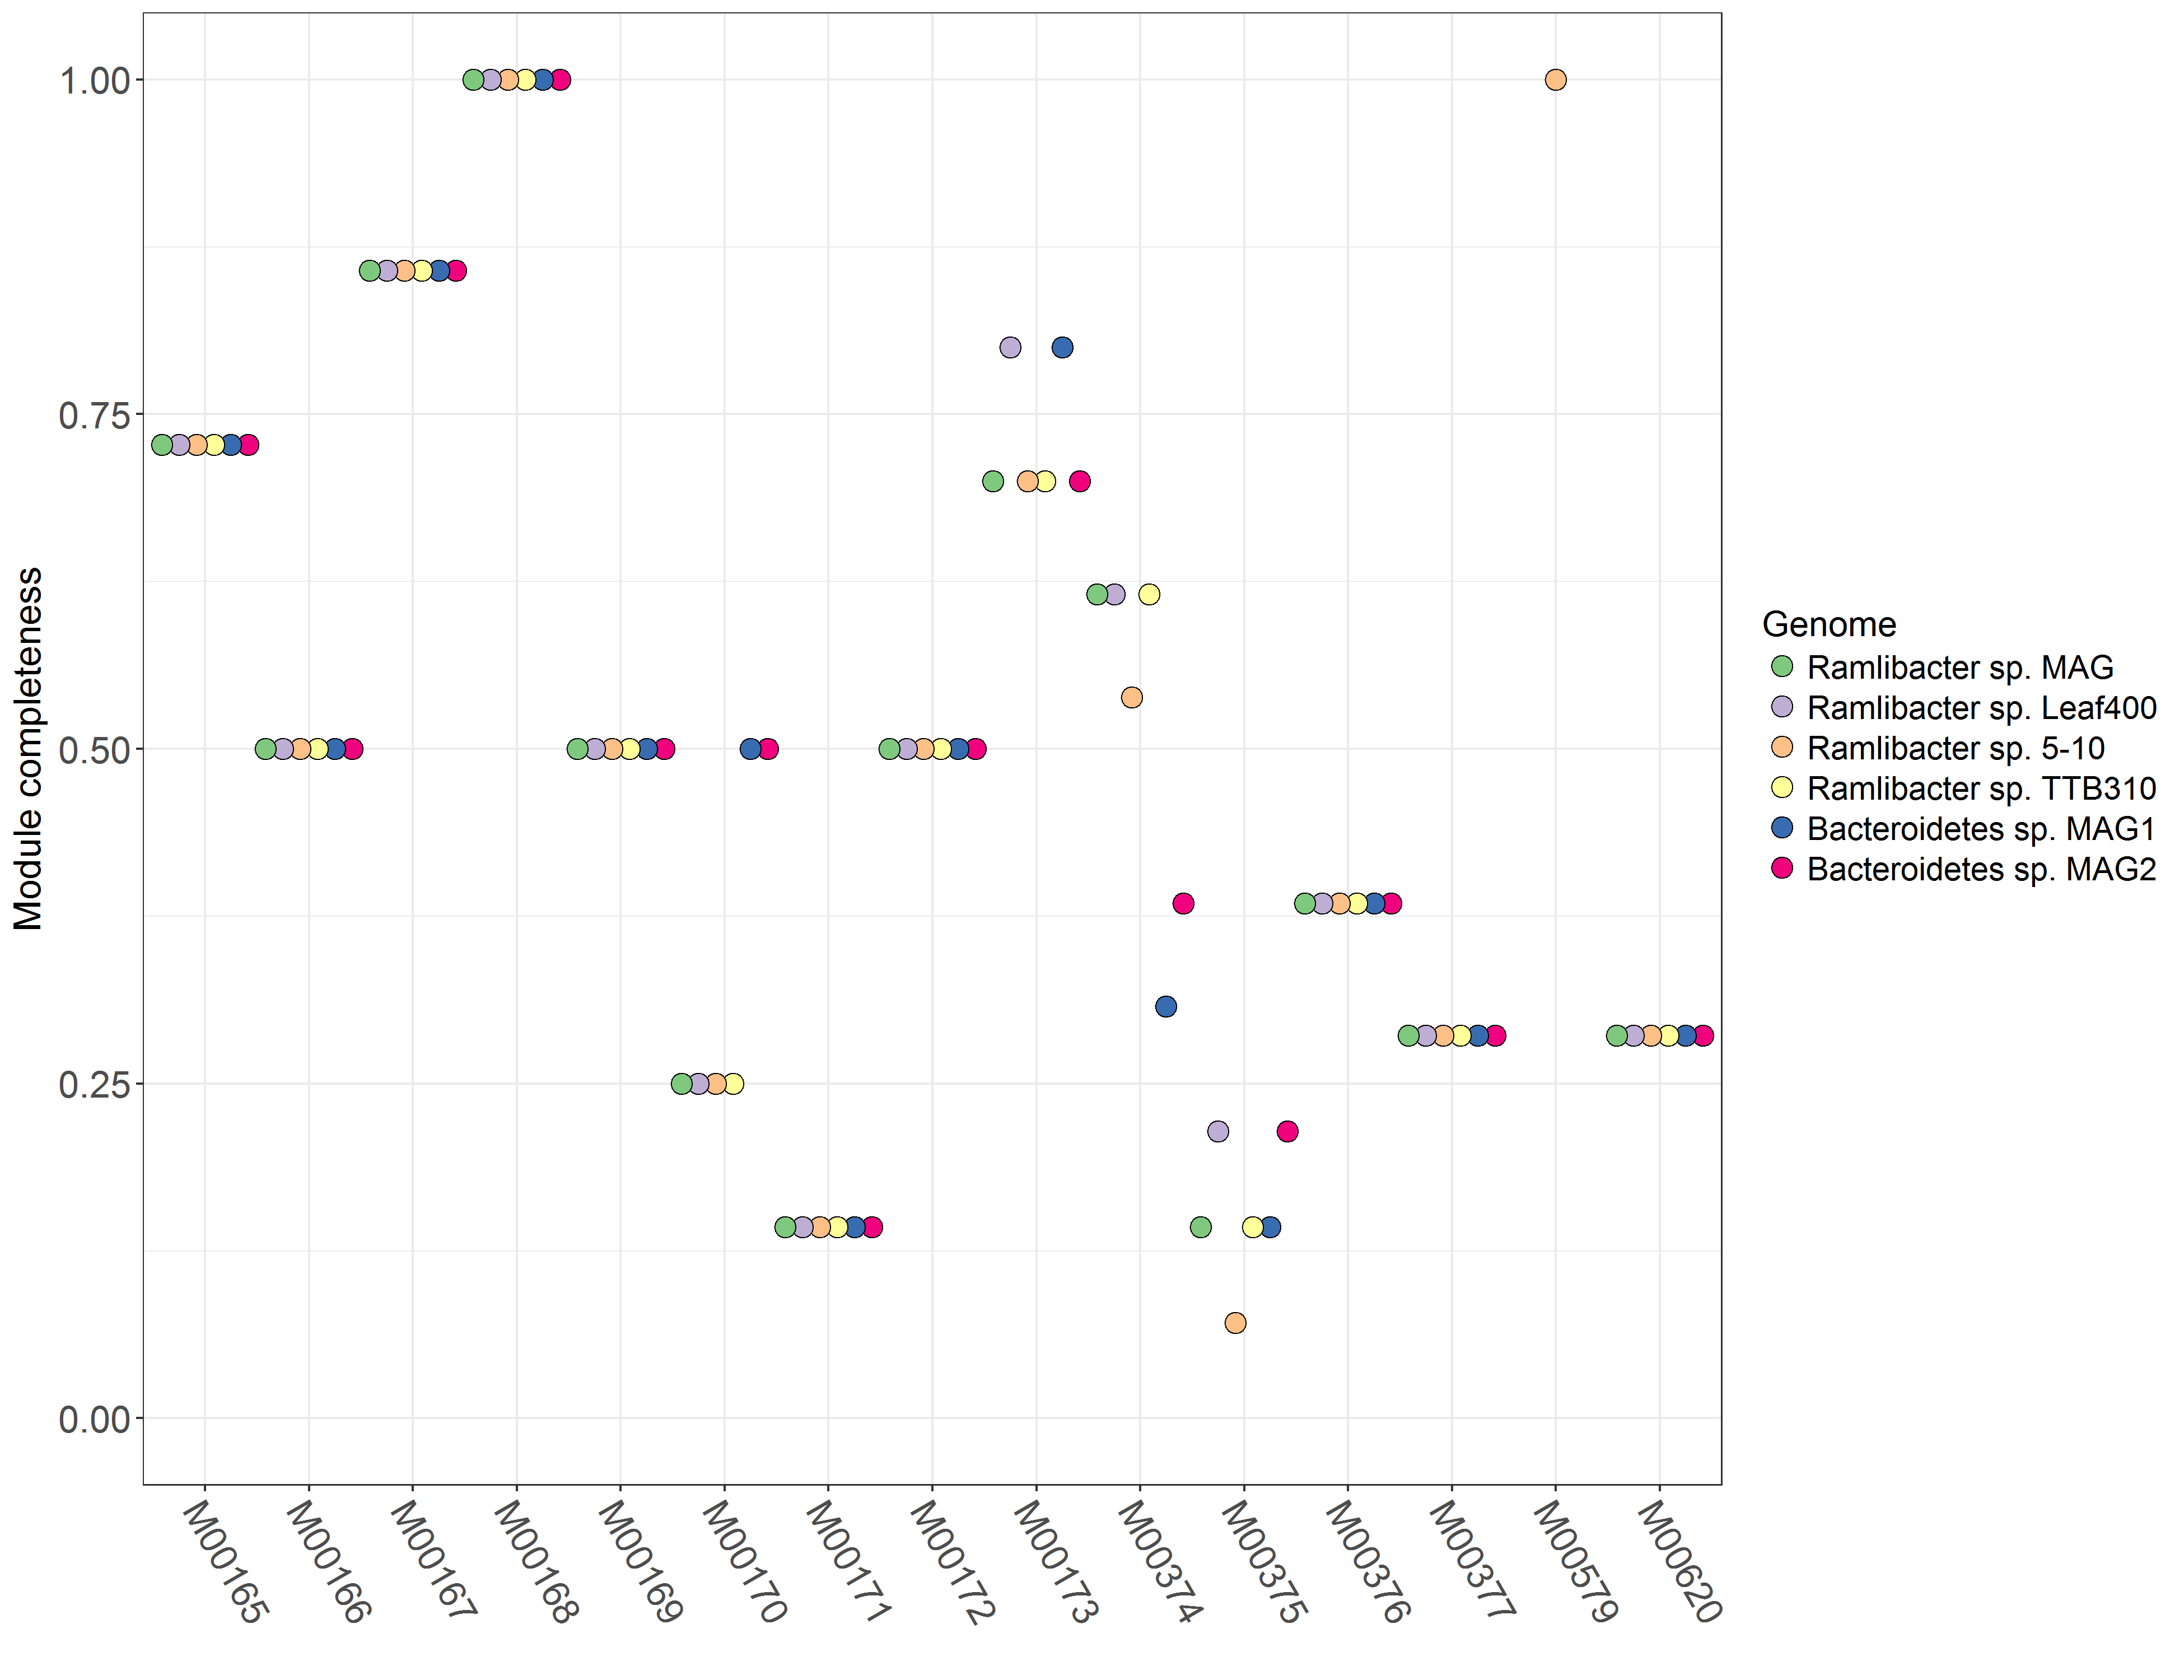 Module completeness
1.00
0.75
0.50
0.25
0.00
M00165
M00166
M00167
M00168
M00169
M00170
M00171
M00172
M00173
M00374
M00375
M00376
M00377
M00579
M00620
Genome
Ramlibacter sp. MAG
Ramlibacter sp. Leaf400
Ramlibacter sp. 5-10
Ramlibacter sp. TTB310
Bacteroidetes sp. MAG1
Bacteroidetes sp. MAG2